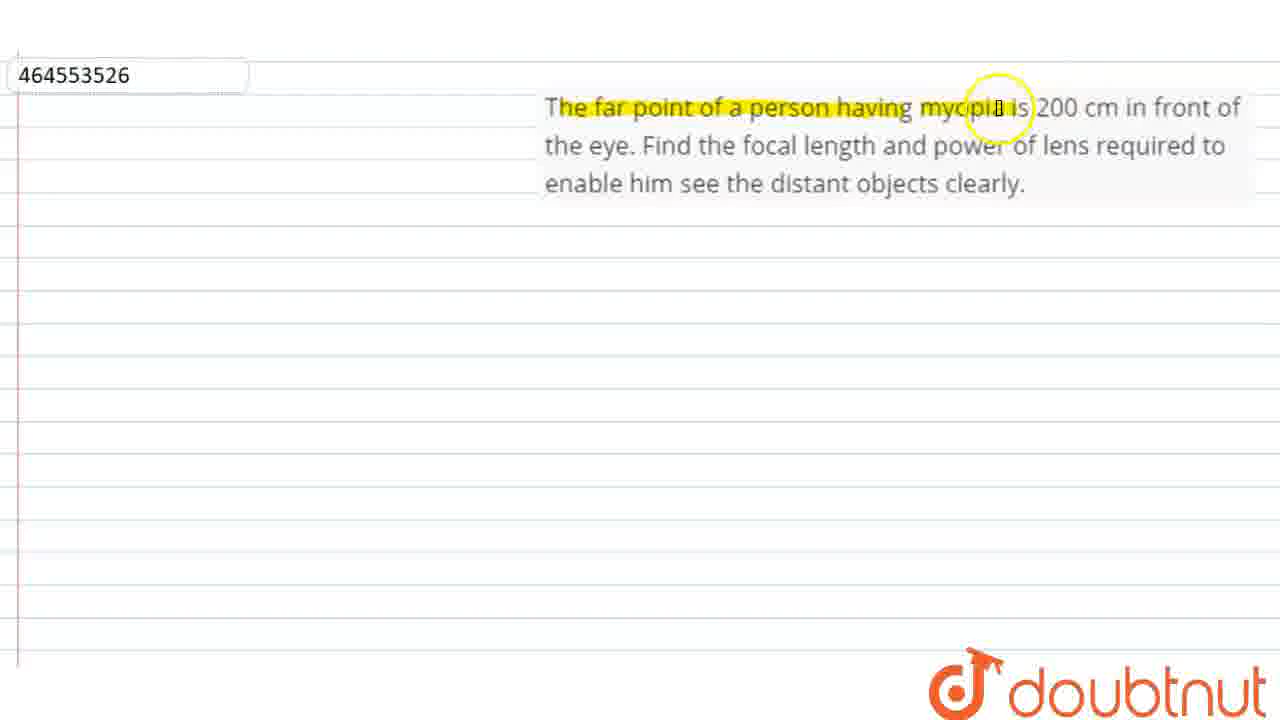 464553526
The far point of a person having myopia is 200 cm in front of
the eye. Find the focal length and power of lens required to
enable him see the distant objects clearly.
doubtnut